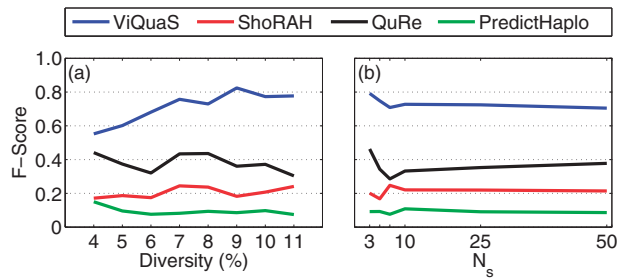 ViQuaS ShoRAH QuRe PredictHaplo
(a) (b)
F-Score
1
0.8
0.6
0.4
0.2
0
4 5 6 7 8 9 10 11
Diversity (%)
3 10 25 50
N_s